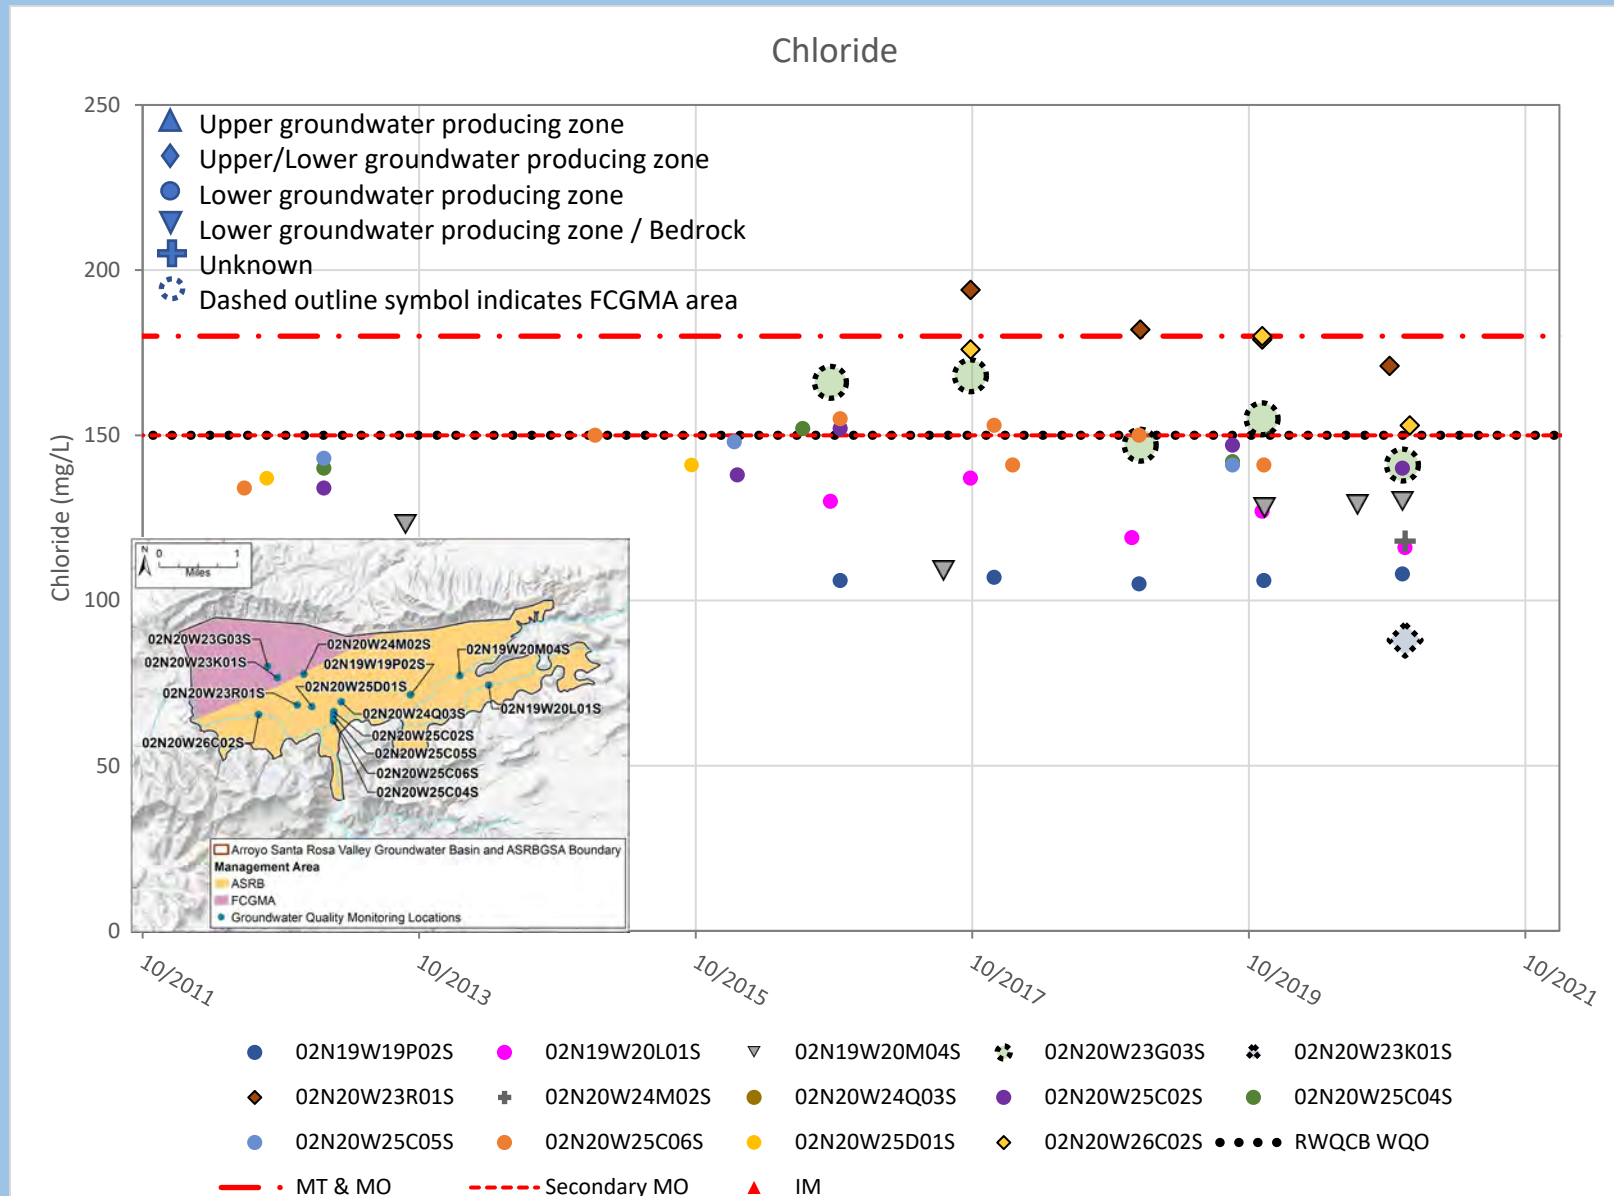 Chloride
250
200
150
100
50
0
Chloride (mg/L)
Upper groundwater producing zone
Upper/Lower groundwater producing zone
Lower groundwater producing zone
Lower groundwater producing zone / Bedrock
Unknown
Dashed outline symbol indicates FCGMA area
N
0 1
Miles
02N20W23G03S
02N20W24M02S
02N20W23K01S
02N19W19P02S
02N19W20M04S
02N20W23R01S
02N20W25D01S
02N20W24Q03S
02N19W20L01S
02N20W26C02S
02N20W25C02S
02N20W25C05S
02N20W25C06S
02N20W25C04S
Arroyo Santa Rosa Valley Groundwater Basin and ASRBGSA Boundary
Management Area
ASRB
FCGMA
Groundwater Quality Monitoring Locations
10/2011 10/2013 10/2015 10/2017 10/2019 10/2021
02N19W19P02S 02N19W20L01S 02N19W20M04S 02N20W23G03S 02N20W23K01S
02N20W23R01S 02N20W24M02S 02N20W24Q03S 02N20W25C02S 02N20W25C04S
02N20W25C05S 02N20W25C06S 02N20W25D01S 02N20W26C02S RWQCB WQO
MT & MO Secondary MO IM